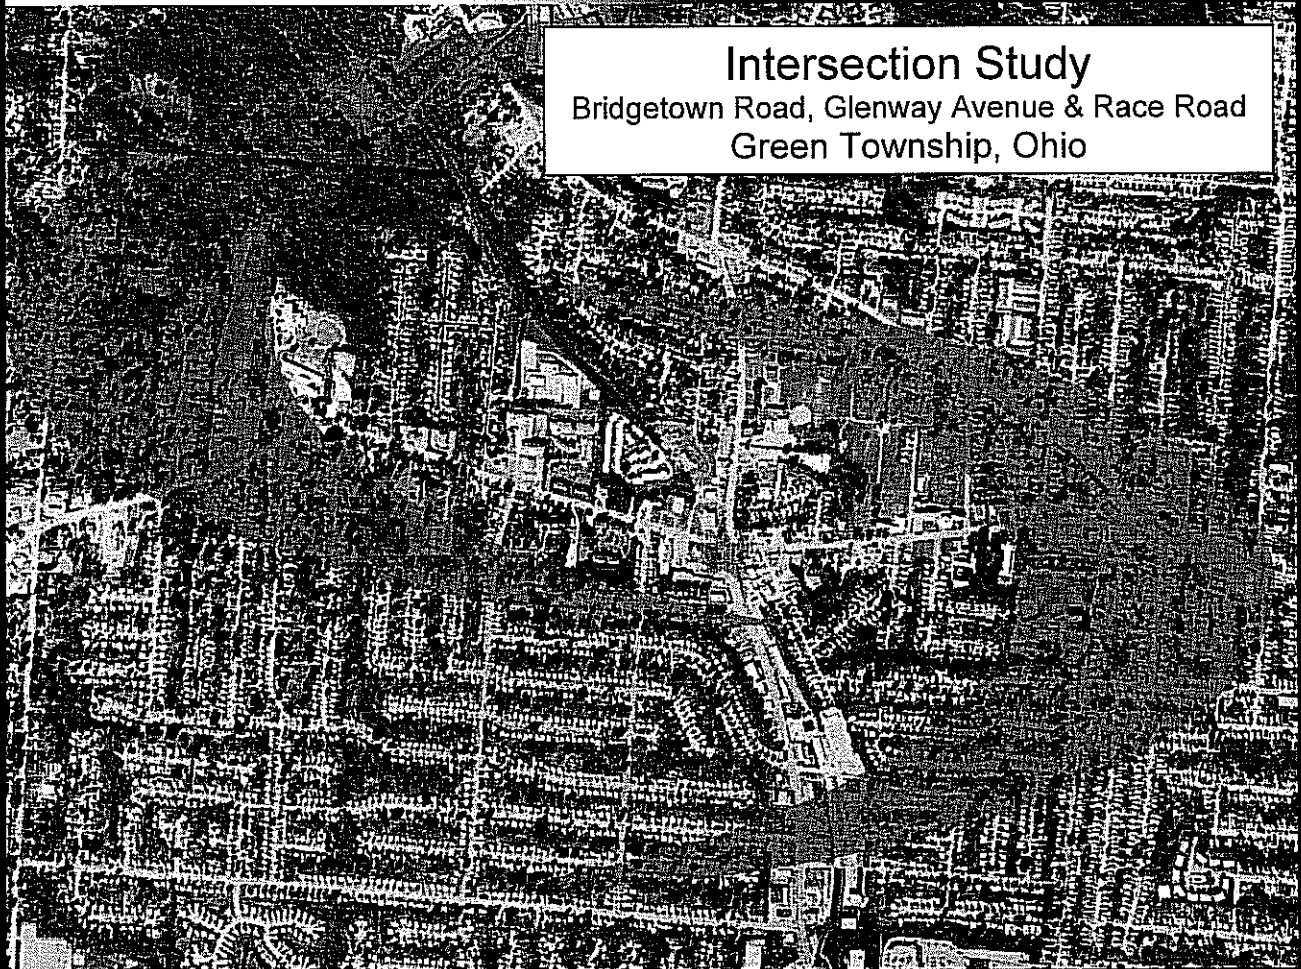 Intersection Study
Bridgetown Road, Glenway Avenue & Race Road
Green Township, Ohio